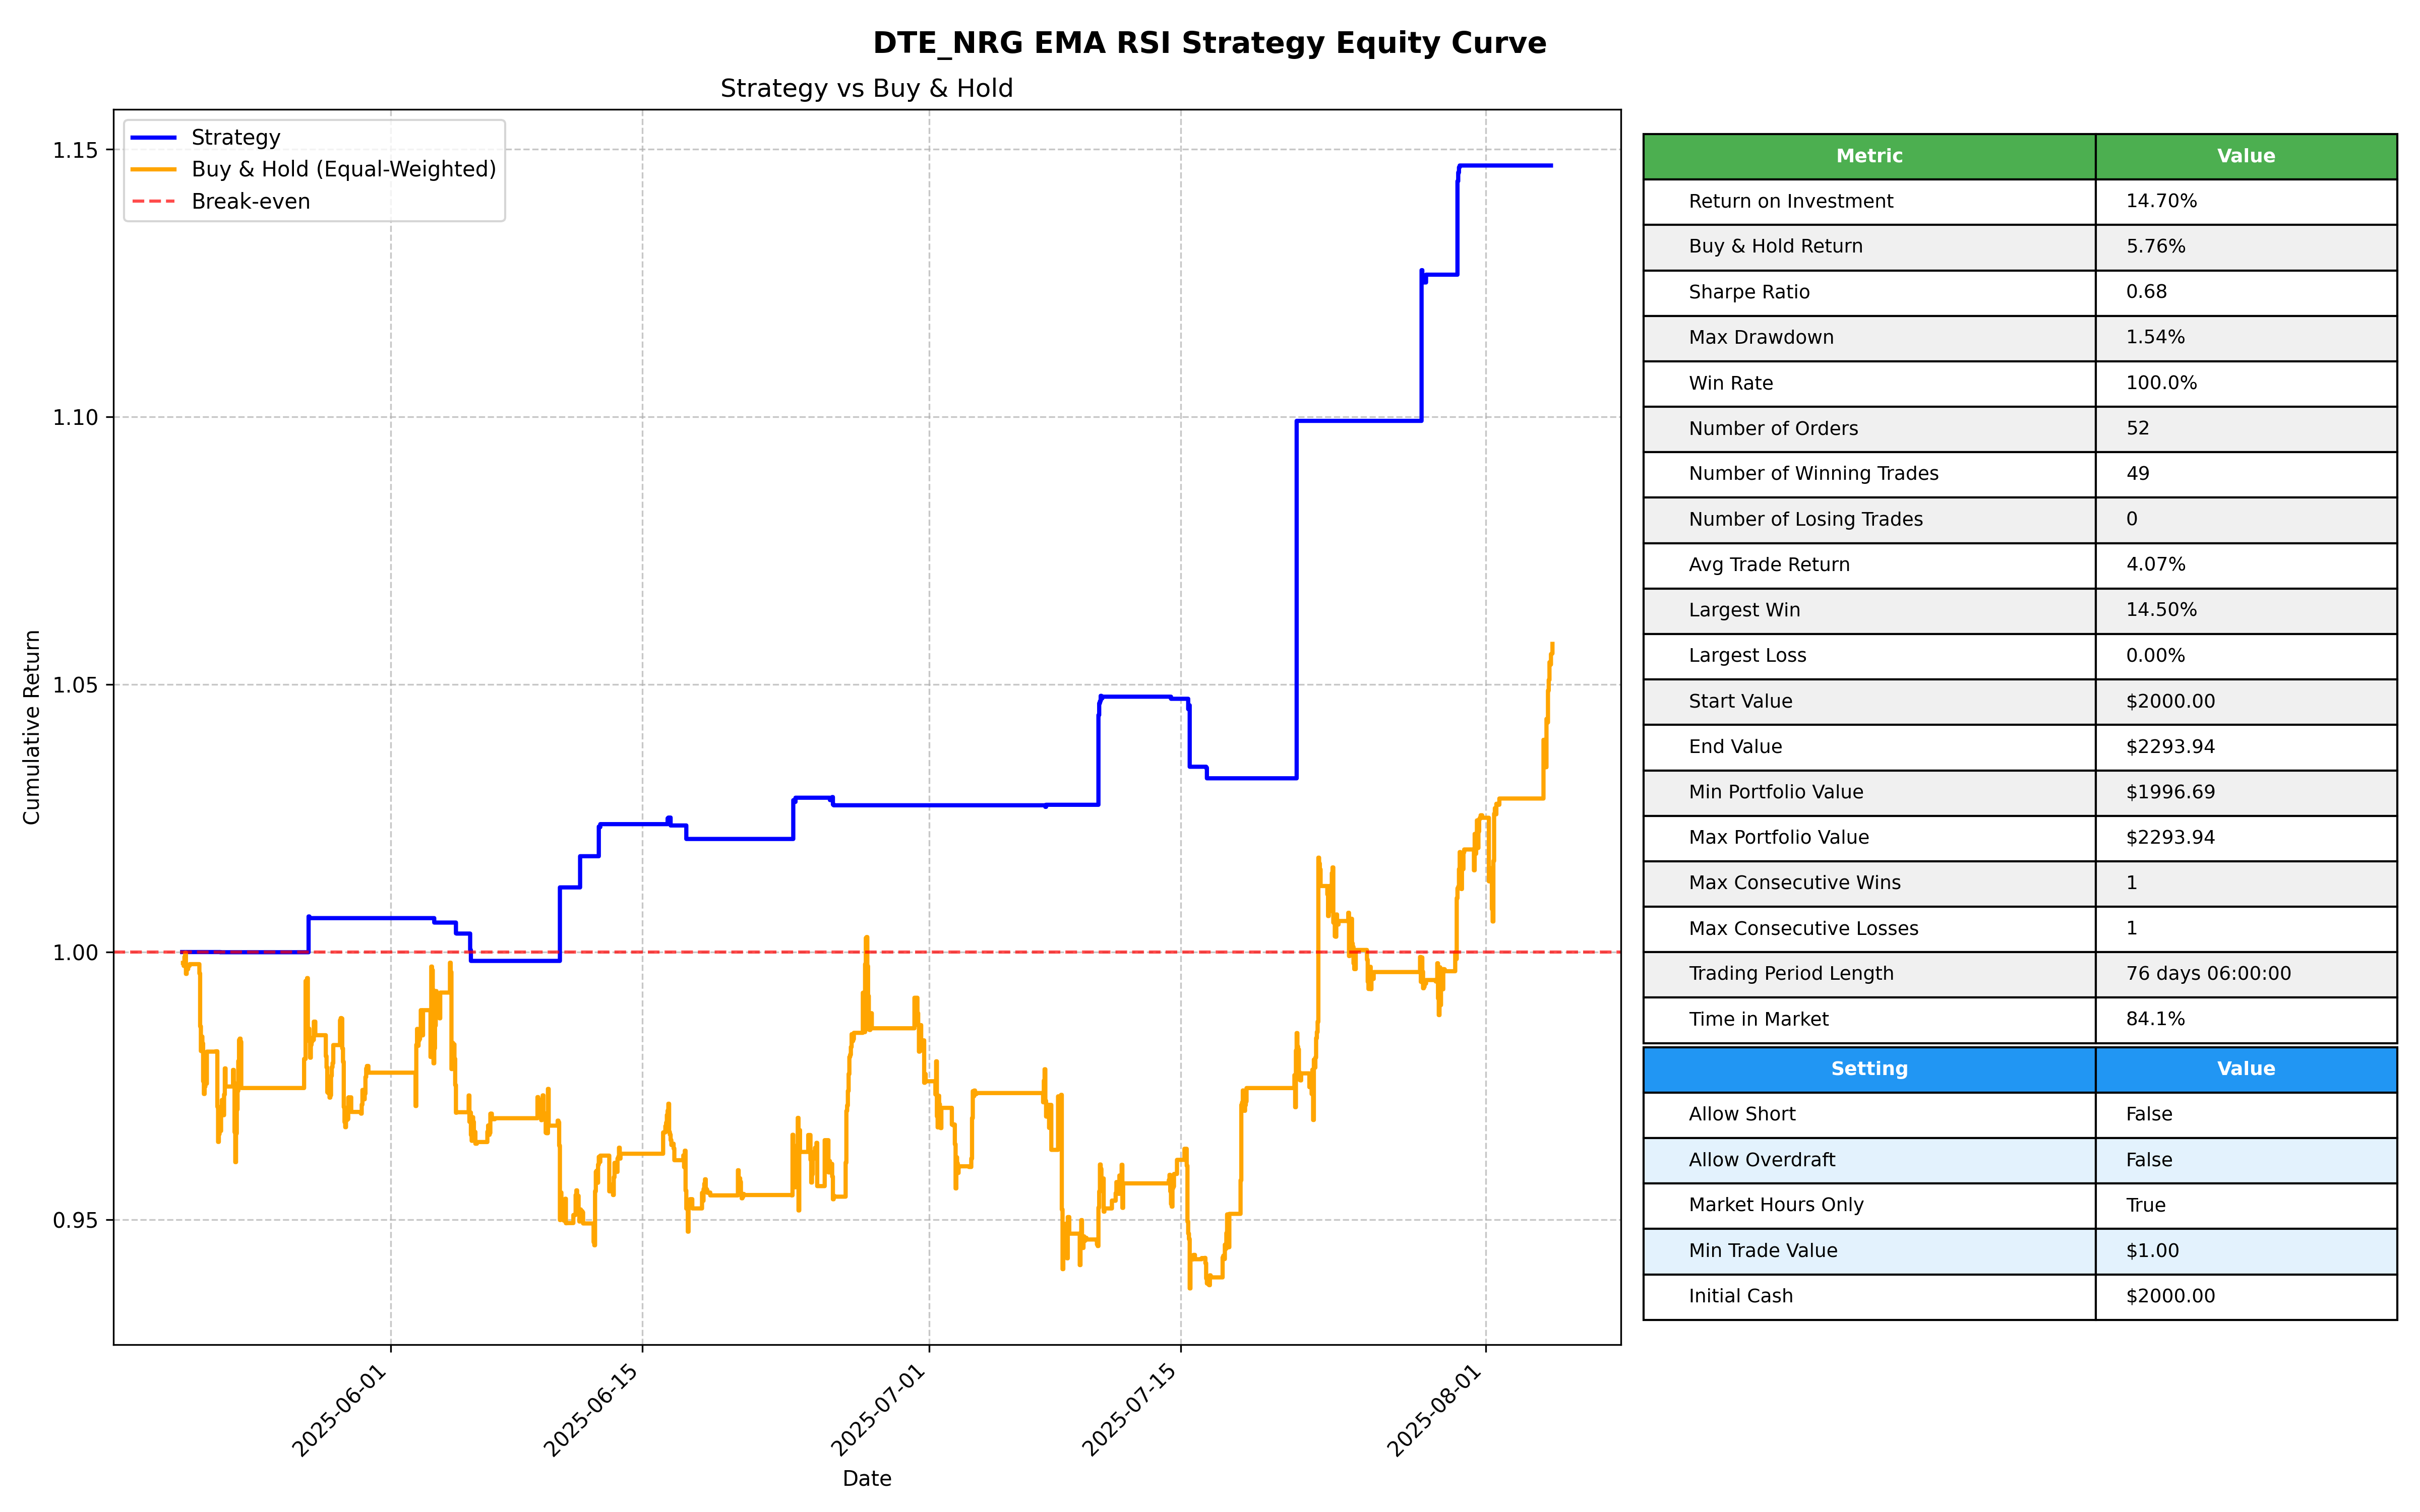 DTE_NRG EMA RSI Strategy Equity Curve
Strategy vs Buy & Hold
Strategy
Buy & Hold (Equal-Weighted)
Break-even
1.15
1.10
1.05
1.00
0.95
Cumulative Return
2025-06-01
2025-06-15
2025-07-01
2025-07-15
2025-08-01
Date
Metric Value
Return on Investment 14.70%
Buy & Hold Return 5.76%
Sharpe Ratio 0.68
Max Drawdown 1.54%
Win Rate 100.0%
Number of Orders 52
Number of Winning Trades 49
Number of Losing Trades 0
Avg Trade Return 4.07%
Largest Win 14.50%
Largest Loss 0.00%
Start Value $2000.00
End Value $2293.94
Min Portfolio Value $1996.69
Max Portfolio Value $2293.94
Max Consecutive Wins 1
Max Consecutive Losses 1
Trading Period Length 76 days 06:00:00
Time in Market 84.1%
Setting Value
Allow Short False
Allow Overdraft False
Market Hours Only True
Min Trade Value $1.00
Initial Cash $2000.00